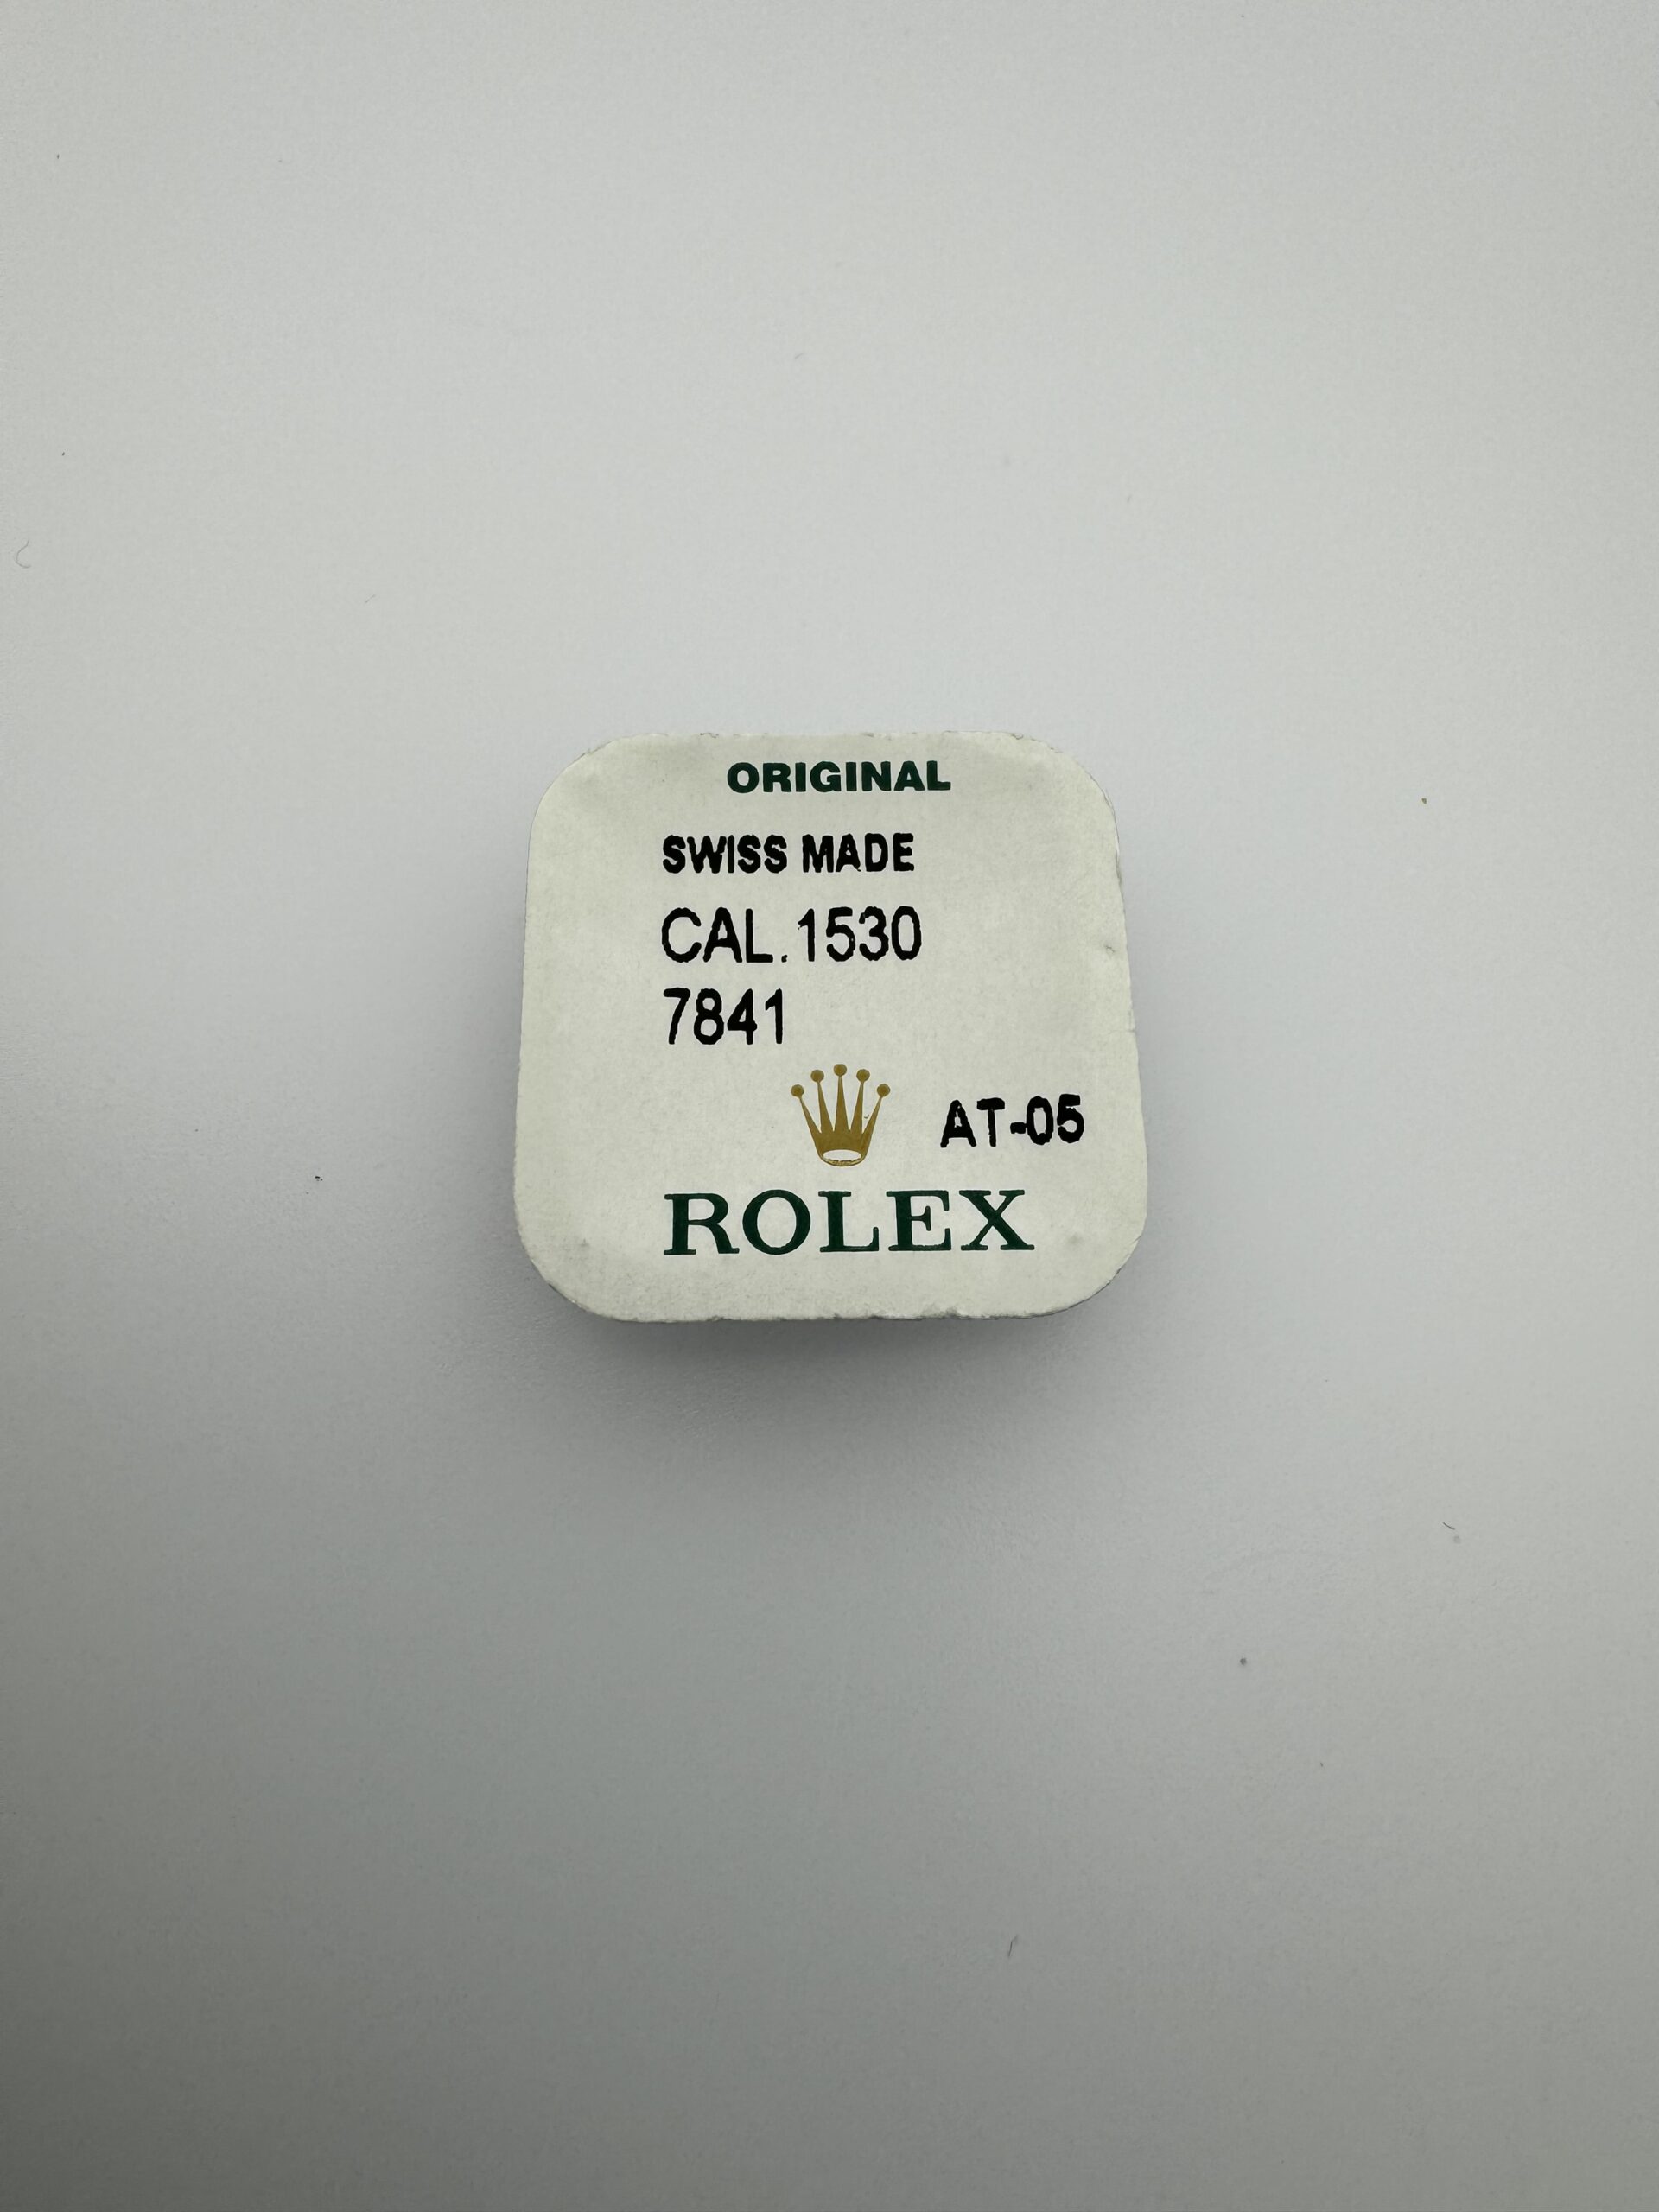 ORIGINAL
SWISS MADE
CAL.1530
7841
AT-05
ROLEX